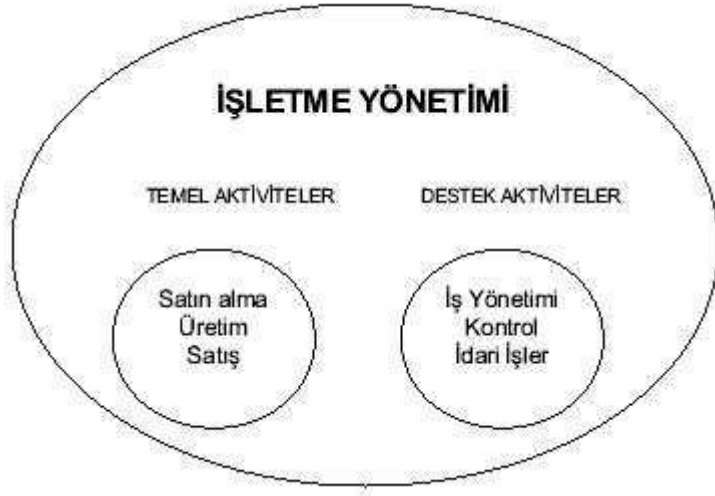 İŞLETME YÖNETİMİ
TEMEL AKTİVİTELER
Satın alma
Üretim
Satış
DESTEK AKTİVİTELER
İş Yönetimi
Kontrol
İdari İşler